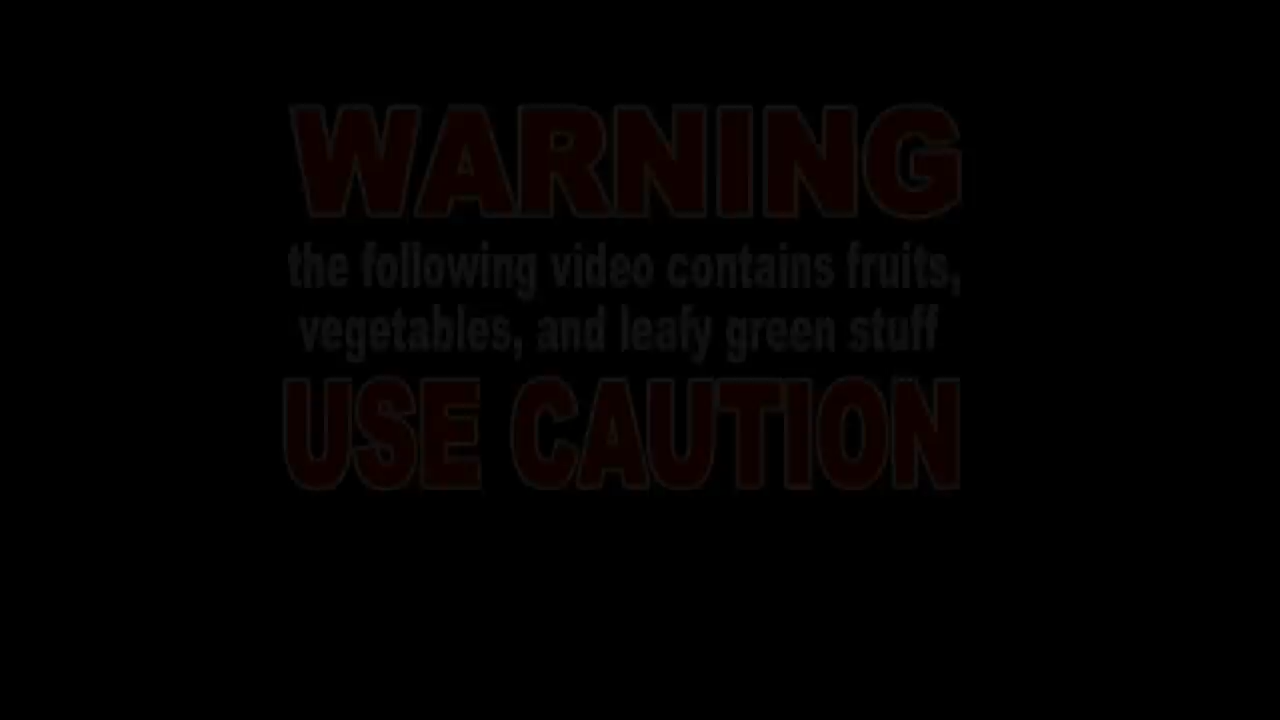 WARNING
the following video contains fruits,
vegetables, and leafy green stuff
USE CAUTION